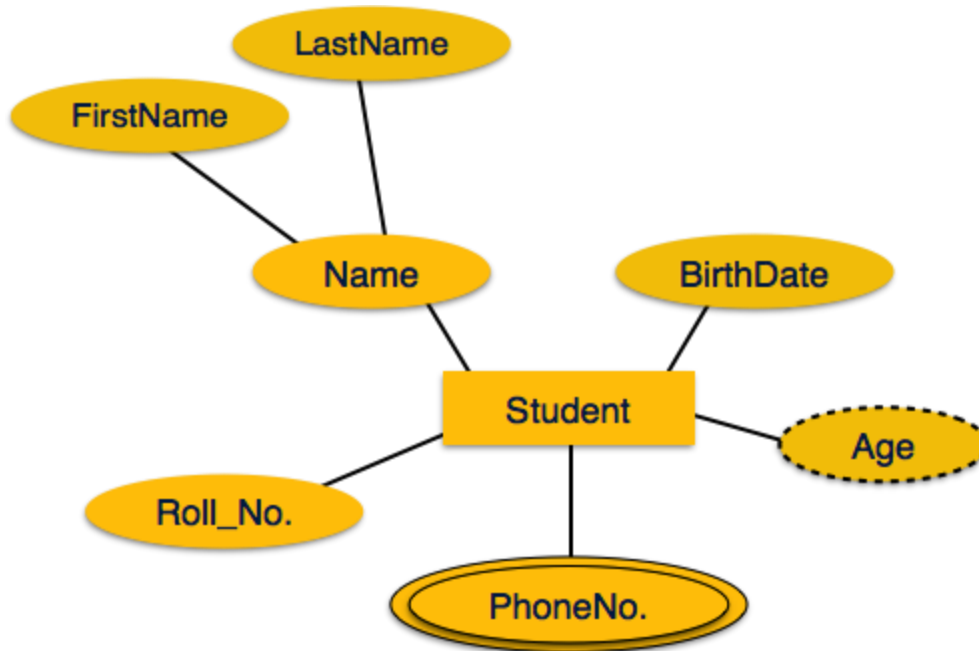 LastName
FirstName
Name
BirthDate
Student
Age
Roll_No.
PhoneNo.